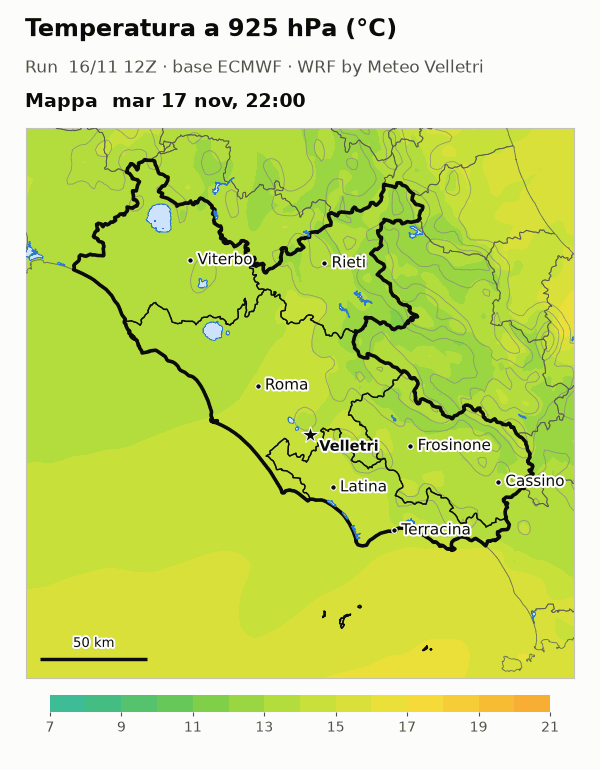 Temperatura a 925 hPa (°C)
Run  16/11 12Z · base ECMWF · WRF by Meteo Velletri
Mappa  mar 17 nov, 22:00
Viterbo
Rieti
Roma
Velletri
Frosinone
Cassino
Latina
Terracina
50 km
7 9 11 13 15 17 19 21